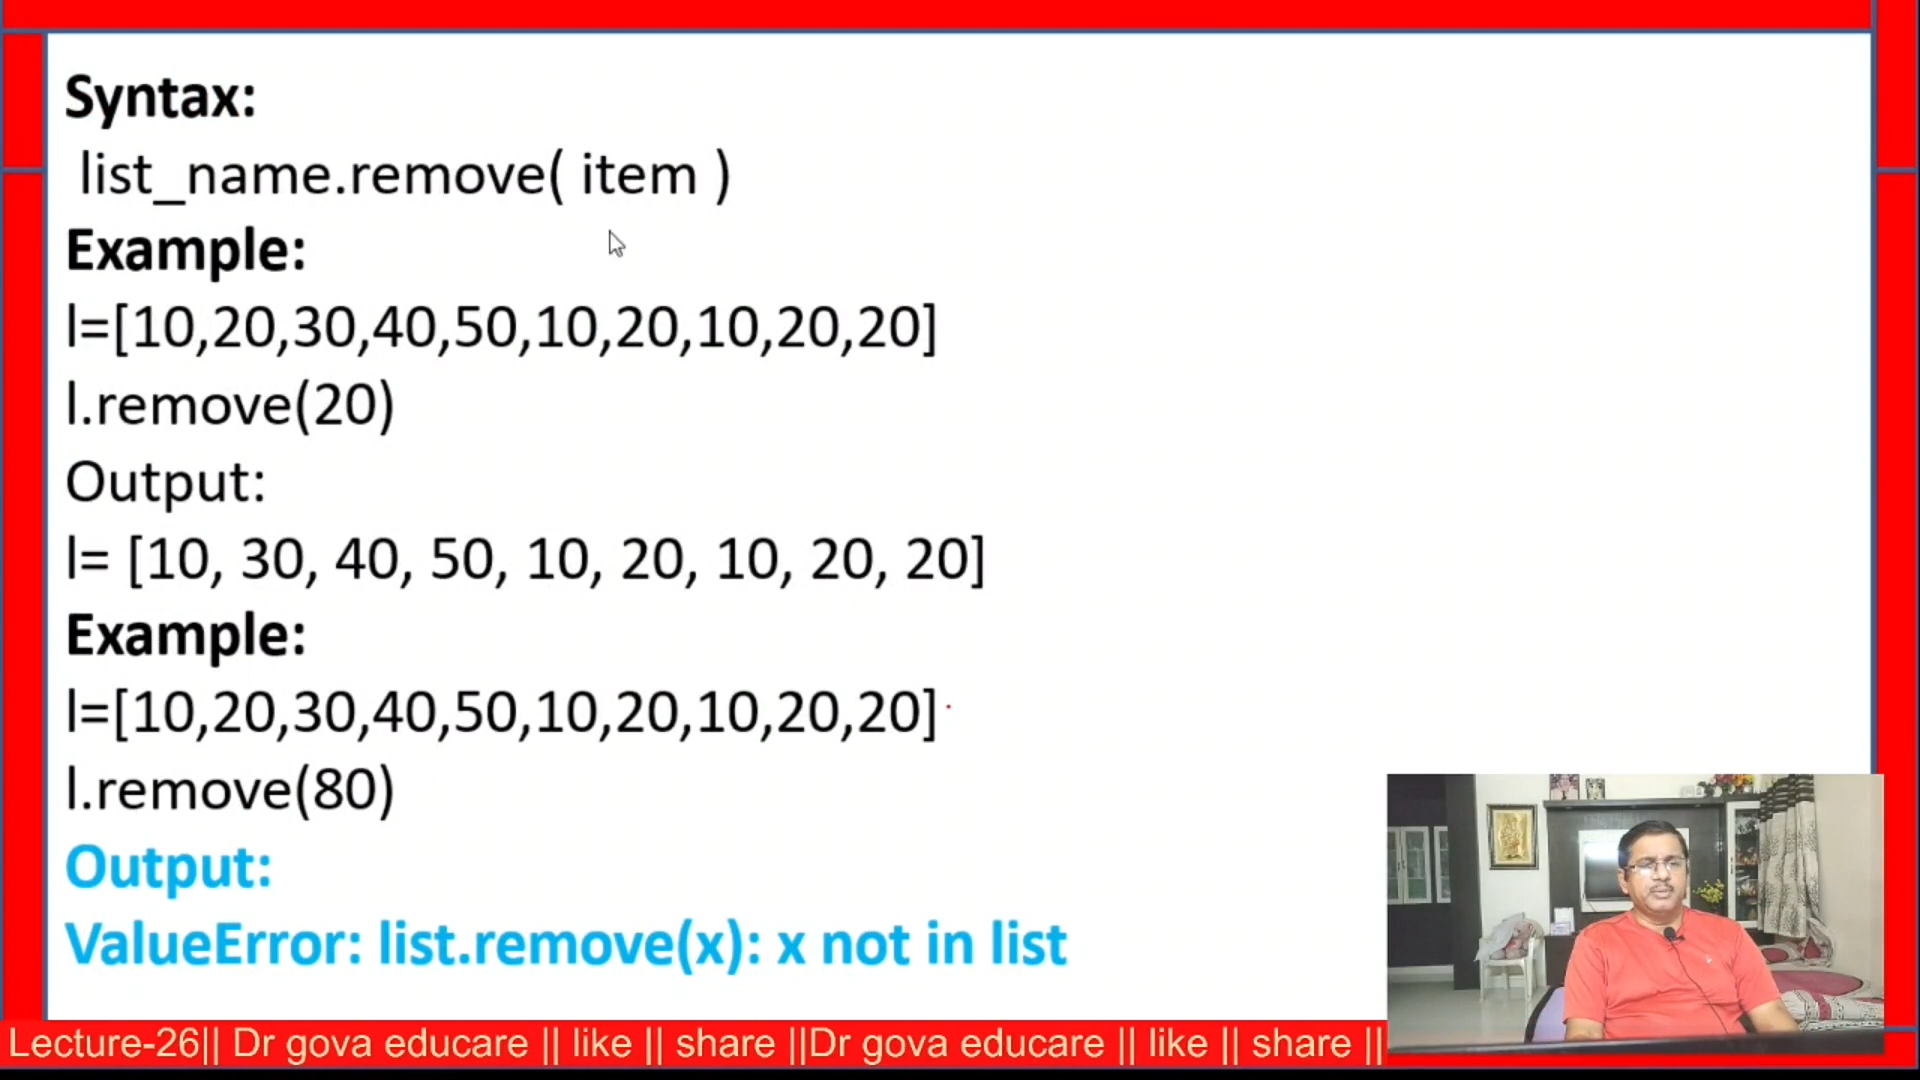 Syntax:
list_name.remove( item )
Example:
l=[10,20,30,40,50,10,20,10,20,20]
l.remove(20)
Output:
l= [10, 30, 40, 50, 10, 20, 10, 20, 20]
Example:
l=[10,20,30,40,50,10,20,10,20,20]
l.remove(80)
Output:
ValueError: list.remove(x): x not in list
Lecture-26|| Dr gova educare || like || share ||Dr gova educare || like || share ||